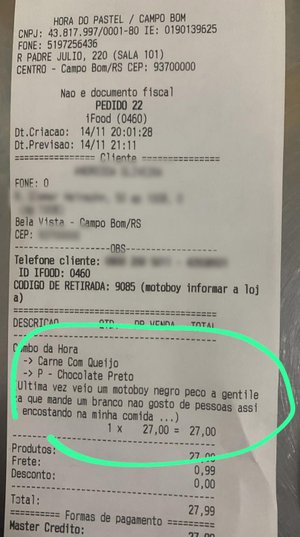 HORA DO PASTEL / CAMPO BOM
CNPJ: 43.817.997/0001-80 IE: 0190139625
FONE: 5197256436
R PADRE JULIO, 220 (SALA 101)
CENTRO - Campo Bom/RS CEP: 93700000
Nao e documento fiscal
PEDIDO 22
iFood (0460)
Dt.Criacao: 14/11 20:01:28
Dt.Previsao: 14/11 21:11
================ Cliente ===============
FONE: 0
Bela Vista - Campo Bom/RS
CEP:
------------------OBS-------------------
Telefone cliente:
ID IFOOD: 0460
CODIGO DE RETIRADA: 9085 (motoboy informar a loj
a)
DESCRICAO QTD. PR.VENDA TOTAL
Combo da Hora
-> Carne Com Queijo
-> P - Chocolate Preto
(Ultima vez veio um motoboy negro peco a gentile
za que mande um branco nao gosto de pessoas assi
encostando na minha comida ...)
1 x 27,00 = 27,00
Produtos: 27,00
Frete: 0,99
Desconto: 0,00
Total: 27,99
========== Formas de pagamento =========
Master Credito: 27,99